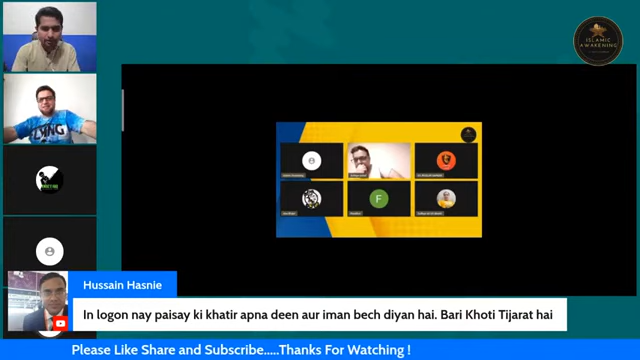 ISLAMIC
AWAKENING
F
Hussain Hasnie
In logon nay paisay ki khatir apna deen aur iman bech diyan hai. Bari Khoti Tijarat hai
Please Like Share and Subscribe.....Thanks For Watching !